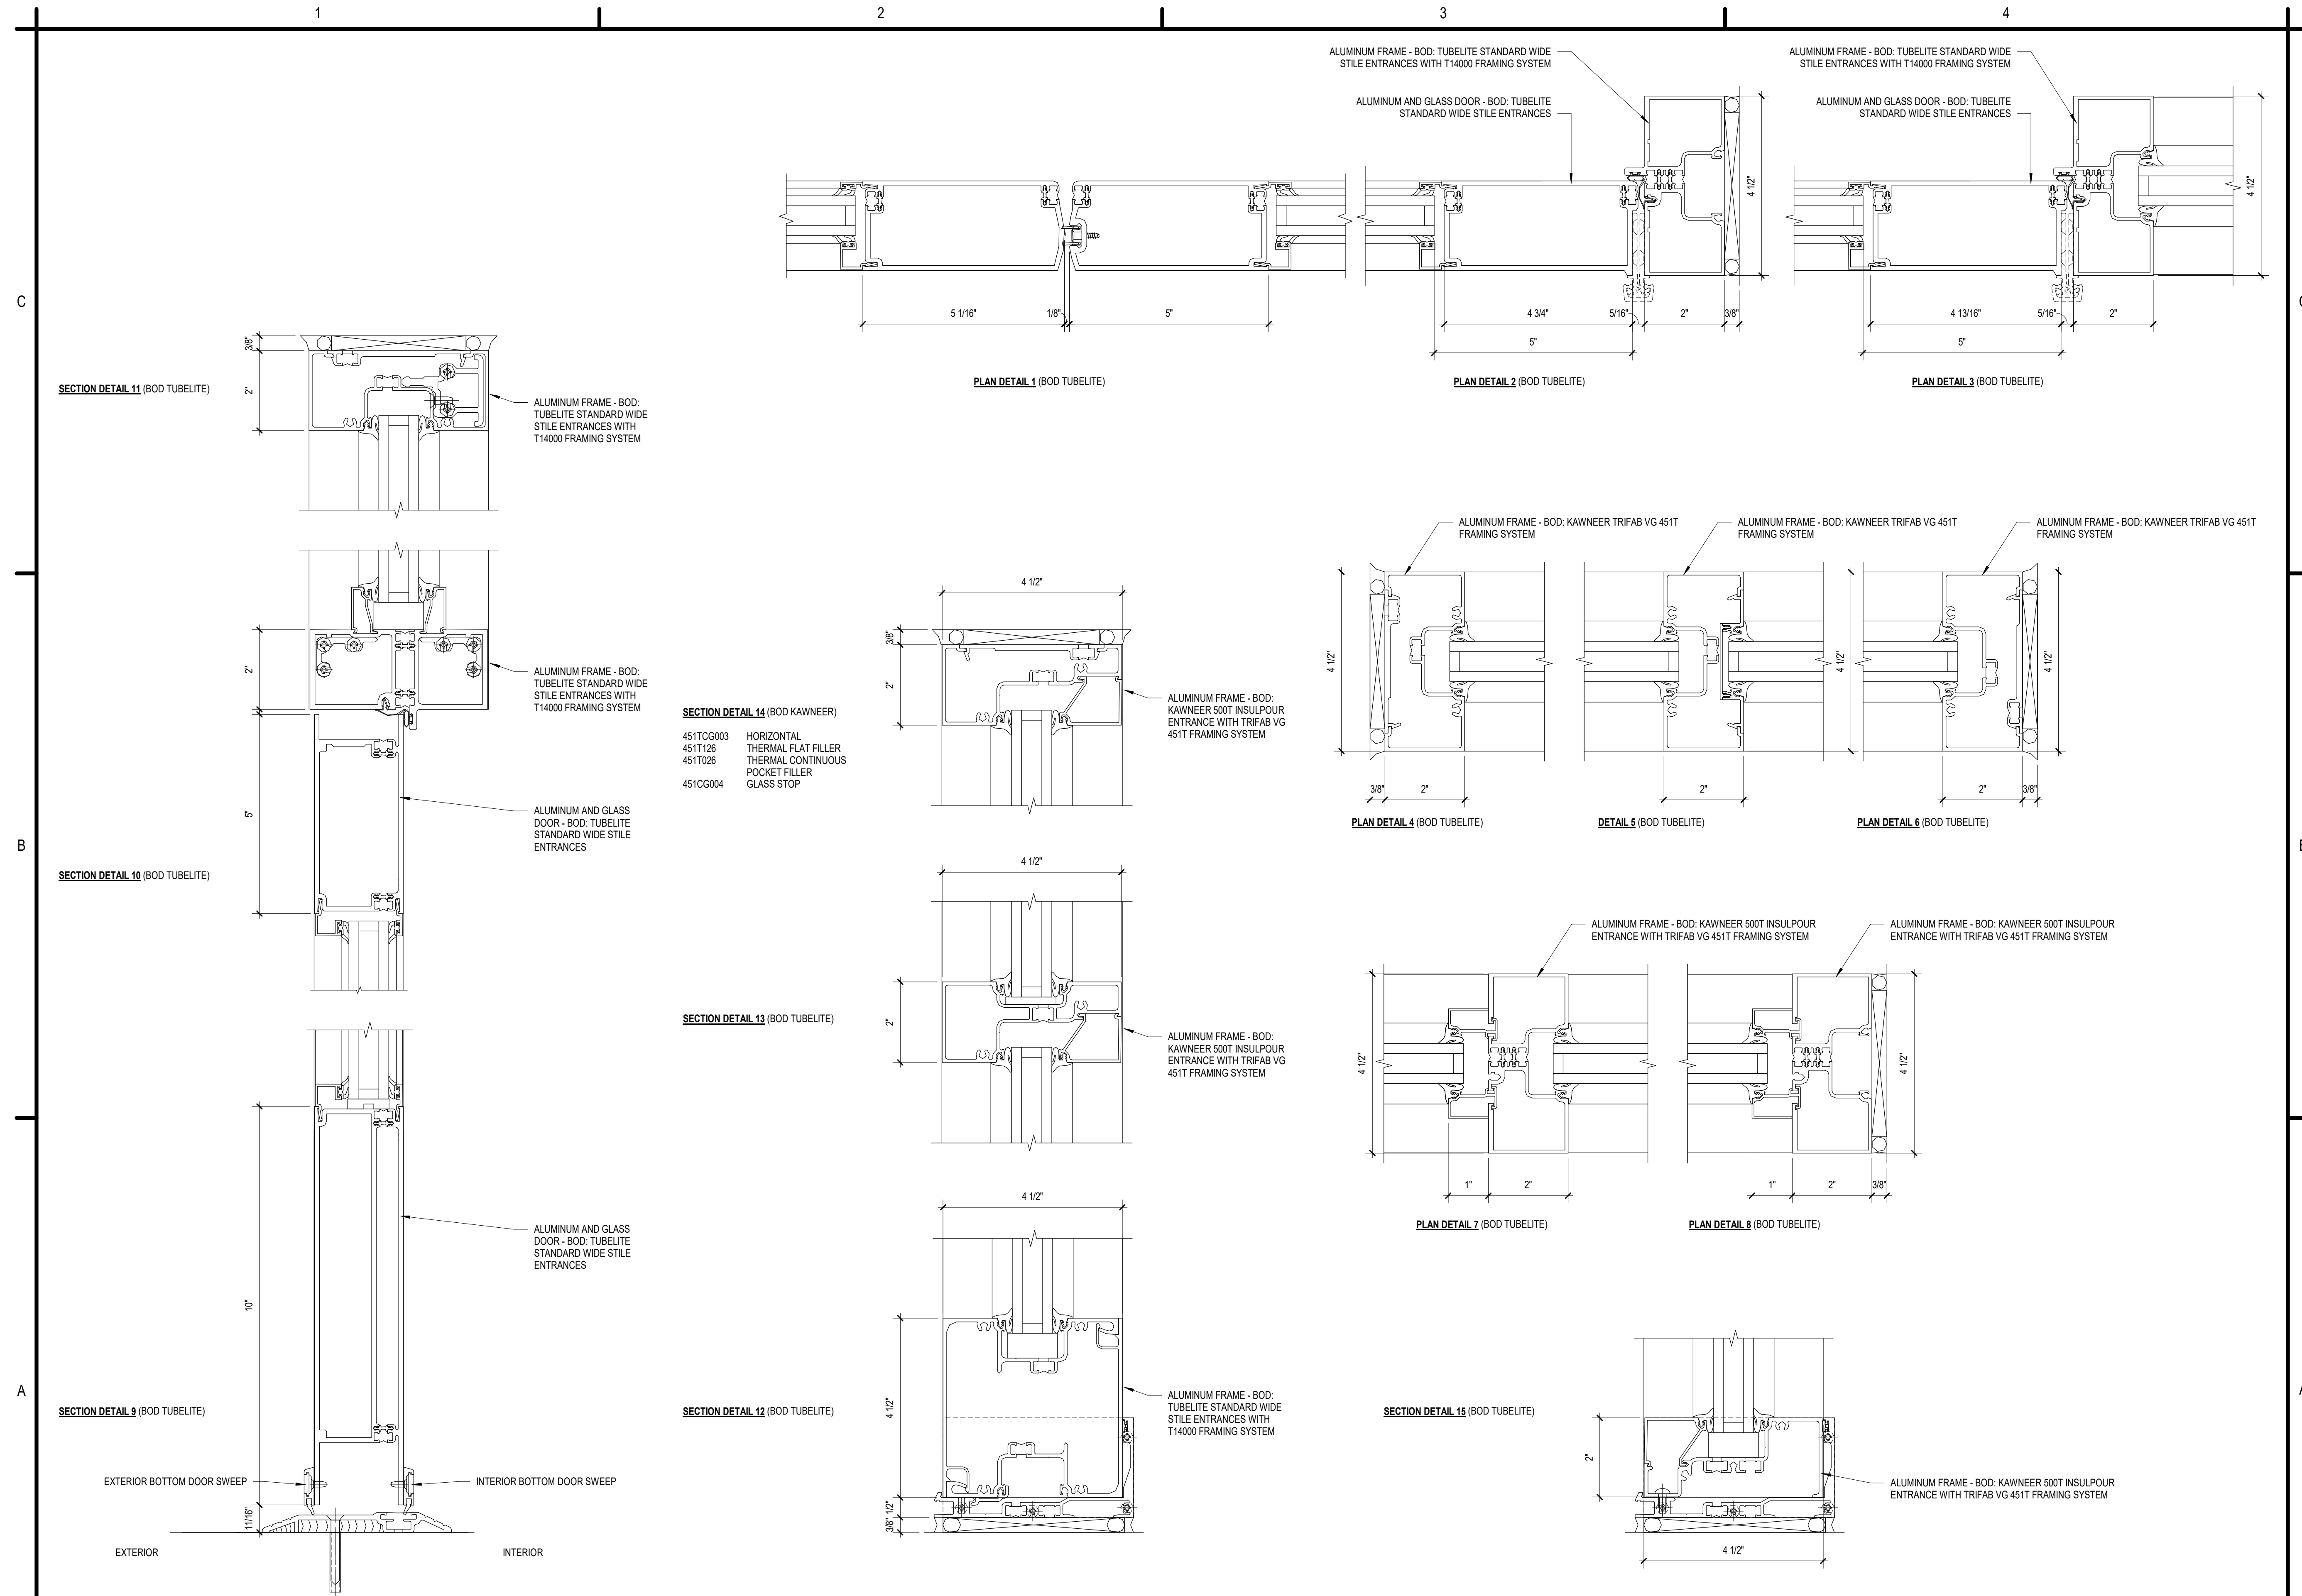 1
2
3
4
ALUMINUM FRAME - BOD: TUBELITE STANDARD WIDE
STILE ENTRANCES WITH T14000 FRAMING SYSTEM
ALUMINUM AND GLASS DOOR - BOD: TUBELITE
STANDARD WIDE STILE ENTRANCES
ALUMINUM FRAME - BOD: TUBELITE STANDARD WIDE
STILE ENTRANCES WITH T14000 FRAMING SYSTEM
ALUMINUM AND GLASS DOOR - BOD: TUBELITE
STANDARD WIDE STILE ENTRANCES
4 1/2"
4 1/2"
C
5 1/16"
1/8"
5"
4 3/4"
5/16"
2"
3/8"
5"
4 13/16"
5/16"
2"
5"
PLAN DETAIL 1 (BOD TUBELITE)
PLAN DETAIL 2 (BOD TUBELITE)
PLAN DETAIL 3 (BOD TUBELITE)
3/8"
2"
SECTION DETAIL 11 (BOD TUBELITE)
ALUMINUM FRAME - BOD:
TUBELITE STANDARD WIDE
STILE ENTRANCES WITH
T14000 FRAMING SYSTEM
2"
ALUMINUM FRAME - BOD:
TUBELITE STANDARD WIDE
STILE ENTRANCES WITH
T14000 FRAMING SYSTEM
5"
ALUMINUM AND GLASS
DOOR - BOD: TUBELITE
STANDARD WIDE STILE
ENTRANCES
B
SECTION DETAIL 10 (BOD TUBELITE)
4 1/2"
3/8"
2"
SECTION DETAIL 14 (BOD KAWNEER)
451TCG003 HORIZONTAL
451T126 THERMAL FLAT FILLER
451T026 THERMAL CONTINUOUS
POCKET FILLER
451CG004 GLASS STOP
ALUMINUM FRAME - BOD:
KAWNEER 500T INSULPOUR
ENTRANCE WITH TRIFAB VG
451T FRAMING SYSTEM
ALUMINUM FRAME - BOD: KAWNEER TRIFAB VG 451T
FRAMING SYSTEM
ALUMINUM FRAME - BOD: KAWNEER TRIFAB VG 451T
FRAMING SYSTEM
ALUMINUM FRAME - BOD: KAWNEER TRIFAB VG 451T
FRAMING SYSTEM
4 1/2"
4 1/2"
4 1/2"
3/8"
2"
2"
2"
3/8"
PLAN DETAIL 4 (BOD TUBELITE)
DETAIL 5 (BOD TUBELITE)
PLAN DETAIL 6 (BOD TUBELITE)
4 1/2"
2"
SECTION DETAIL 13 (BOD TUBELITE)
ALUMINUM FRAME - BOD:
KAWNEER 500T INSULPOUR
ENTRANCE WITH TRIFAB VG
451T FRAMING SYSTEM
ALUMINUM FRAME - BOD: KAWNEER 500T INSULPOUR
ENTRANCE WITH TRIFAB VG 451T FRAMING SYSTEM
ALUMINUM FRAME - BOD: KAWNEER 500T INSULPOUR
ENTRANCE WITH TRIFAB VG 451T FRAMING SYSTEM
4 1/2"
4 1/2"
1"
2"
1"
2"
3/8"
PLAN DETAIL 7 (BOD TUBELITE)
PLAN DETAIL 8 (BOD TUBELITE)
ALUMINUM AND GLASS
DOOR - BOD: TUBELITE
STANDARD WIDE STILE
ENTRANCES
10"
A
SECTION DETAIL 9 (BOD TUBELITE)
EXTERIOR BOTTOM DOOR SWEEP
INTERIOR BOTTOM DOOR SWEEP
11/16"
EXTERIOR
INTERIOR
4 1/2"
4 1/2"
SECTION DETAIL 12 (BOD TUBELITE)
ALUMINUM FRAME - BOD:
TUBELITE STANDARD WIDE
STILE ENTRANCES WITH
T14000 FRAMING SYSTEM
1/2"
3/8"
SECTION DETAIL 15 (BOD TUBELITE)
2"
ALUMINUM FRAME - BOD: KAWNEER 500T INSULPOUR
ENTRANCE WITH TRIFAB VG 451T FRAMING SYSTEM
4 1/2"